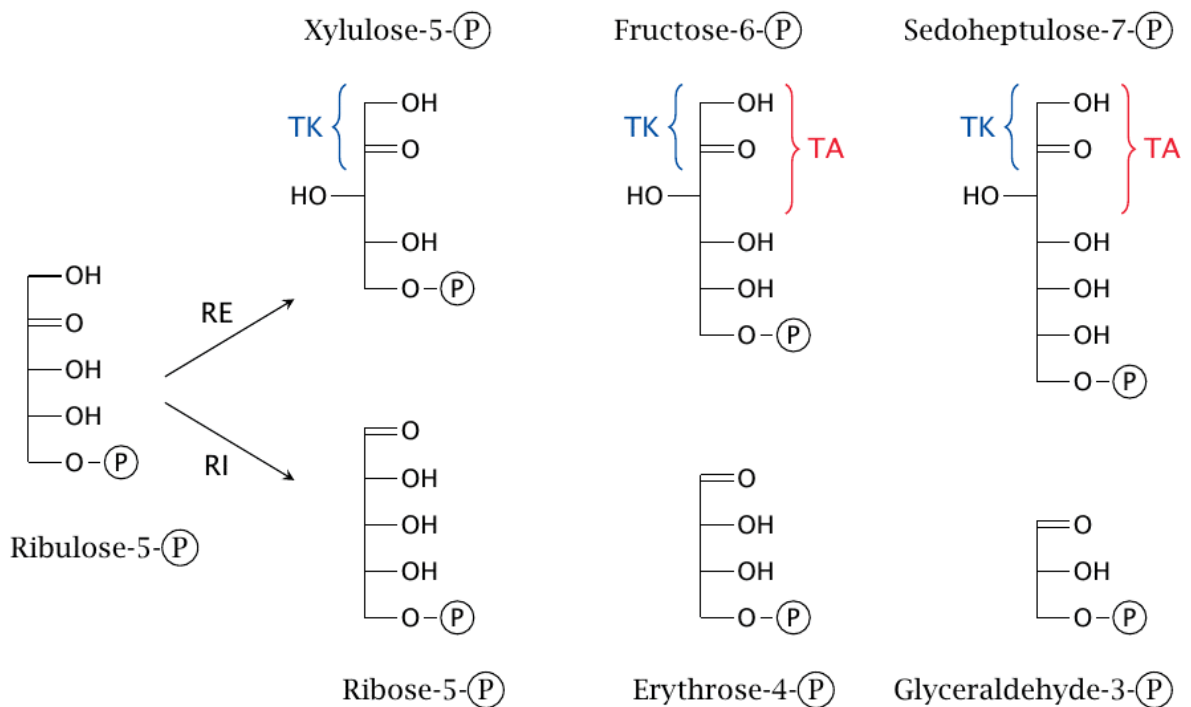 Xylulose-5-P Fructose-6-P Sedoheptulose-7-P
OH OH OH
TK TK TA TK TA
O O O
HO HO HO
OH OH OH
OH
O–P OH OH
RE
O
O–P OH
OH
OH
O–P
O–P
RI
O
OH O
OH OH O
OH OH OH
O–P O–P O–P
Ribulose-5-P
Ribose-5-P Erythrose-4-P Glyceraldehyde-3-P